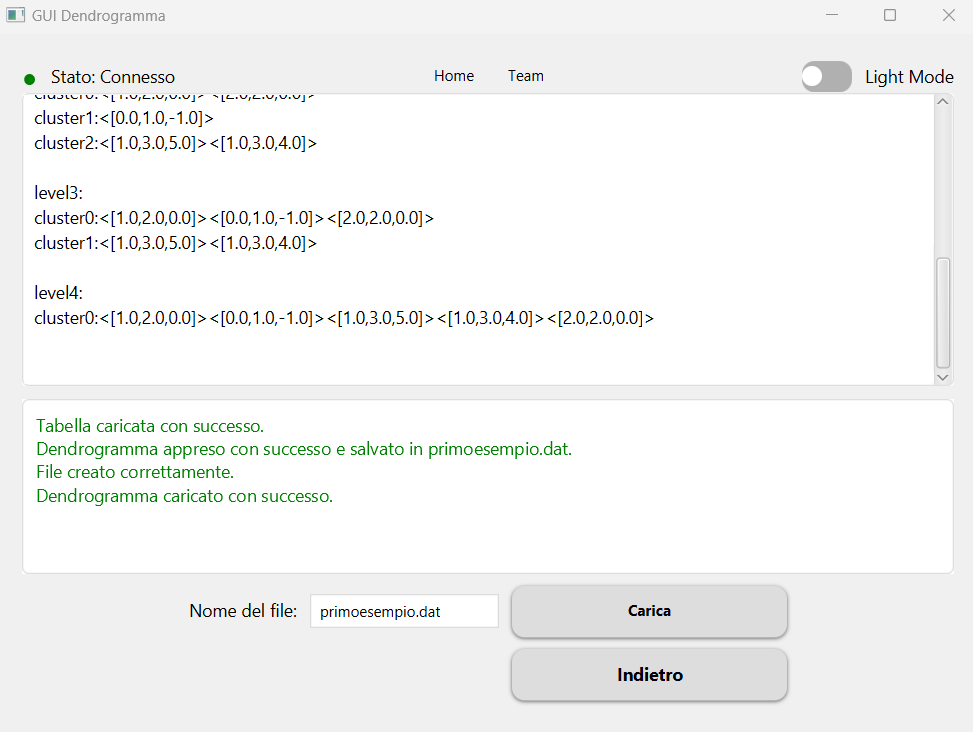 GUI Dendrogramma
Stato: Connesso
Home
Team
Light Mode
cluster0:<[1.0,2.0,0.0]><[2.0,2.0,0.0]>
cluster1:<[0.0,1.0,-1.0]>
cluster2:<[1.0,3.0,5.0]><[1.0,3.0,4.0]>
level3:
cluster0:<[1.0,2.0,0.0]><[0.0,1.0,-1.0]><[2.0,2.0,0.0]>
cluster1:<[1.0,3.0,5.0]><[1.0,3.0,4.0]>
level4:
cluster0:<[1.0,2.0,0.0]><[0.0,1.0,-1.0]><[1.0,3.0,5.0]><[1.0,3.0,4.0]><[2.0,2.0,0.0]>
Tabella caricata con successo.
Dendrogramma appreso con successo e salvato in primoesempio.dat.
File creato correttamente.
Dendrogramma caricato con successo.
Nome del file:
primoesempio.dat
Carica
Indietro